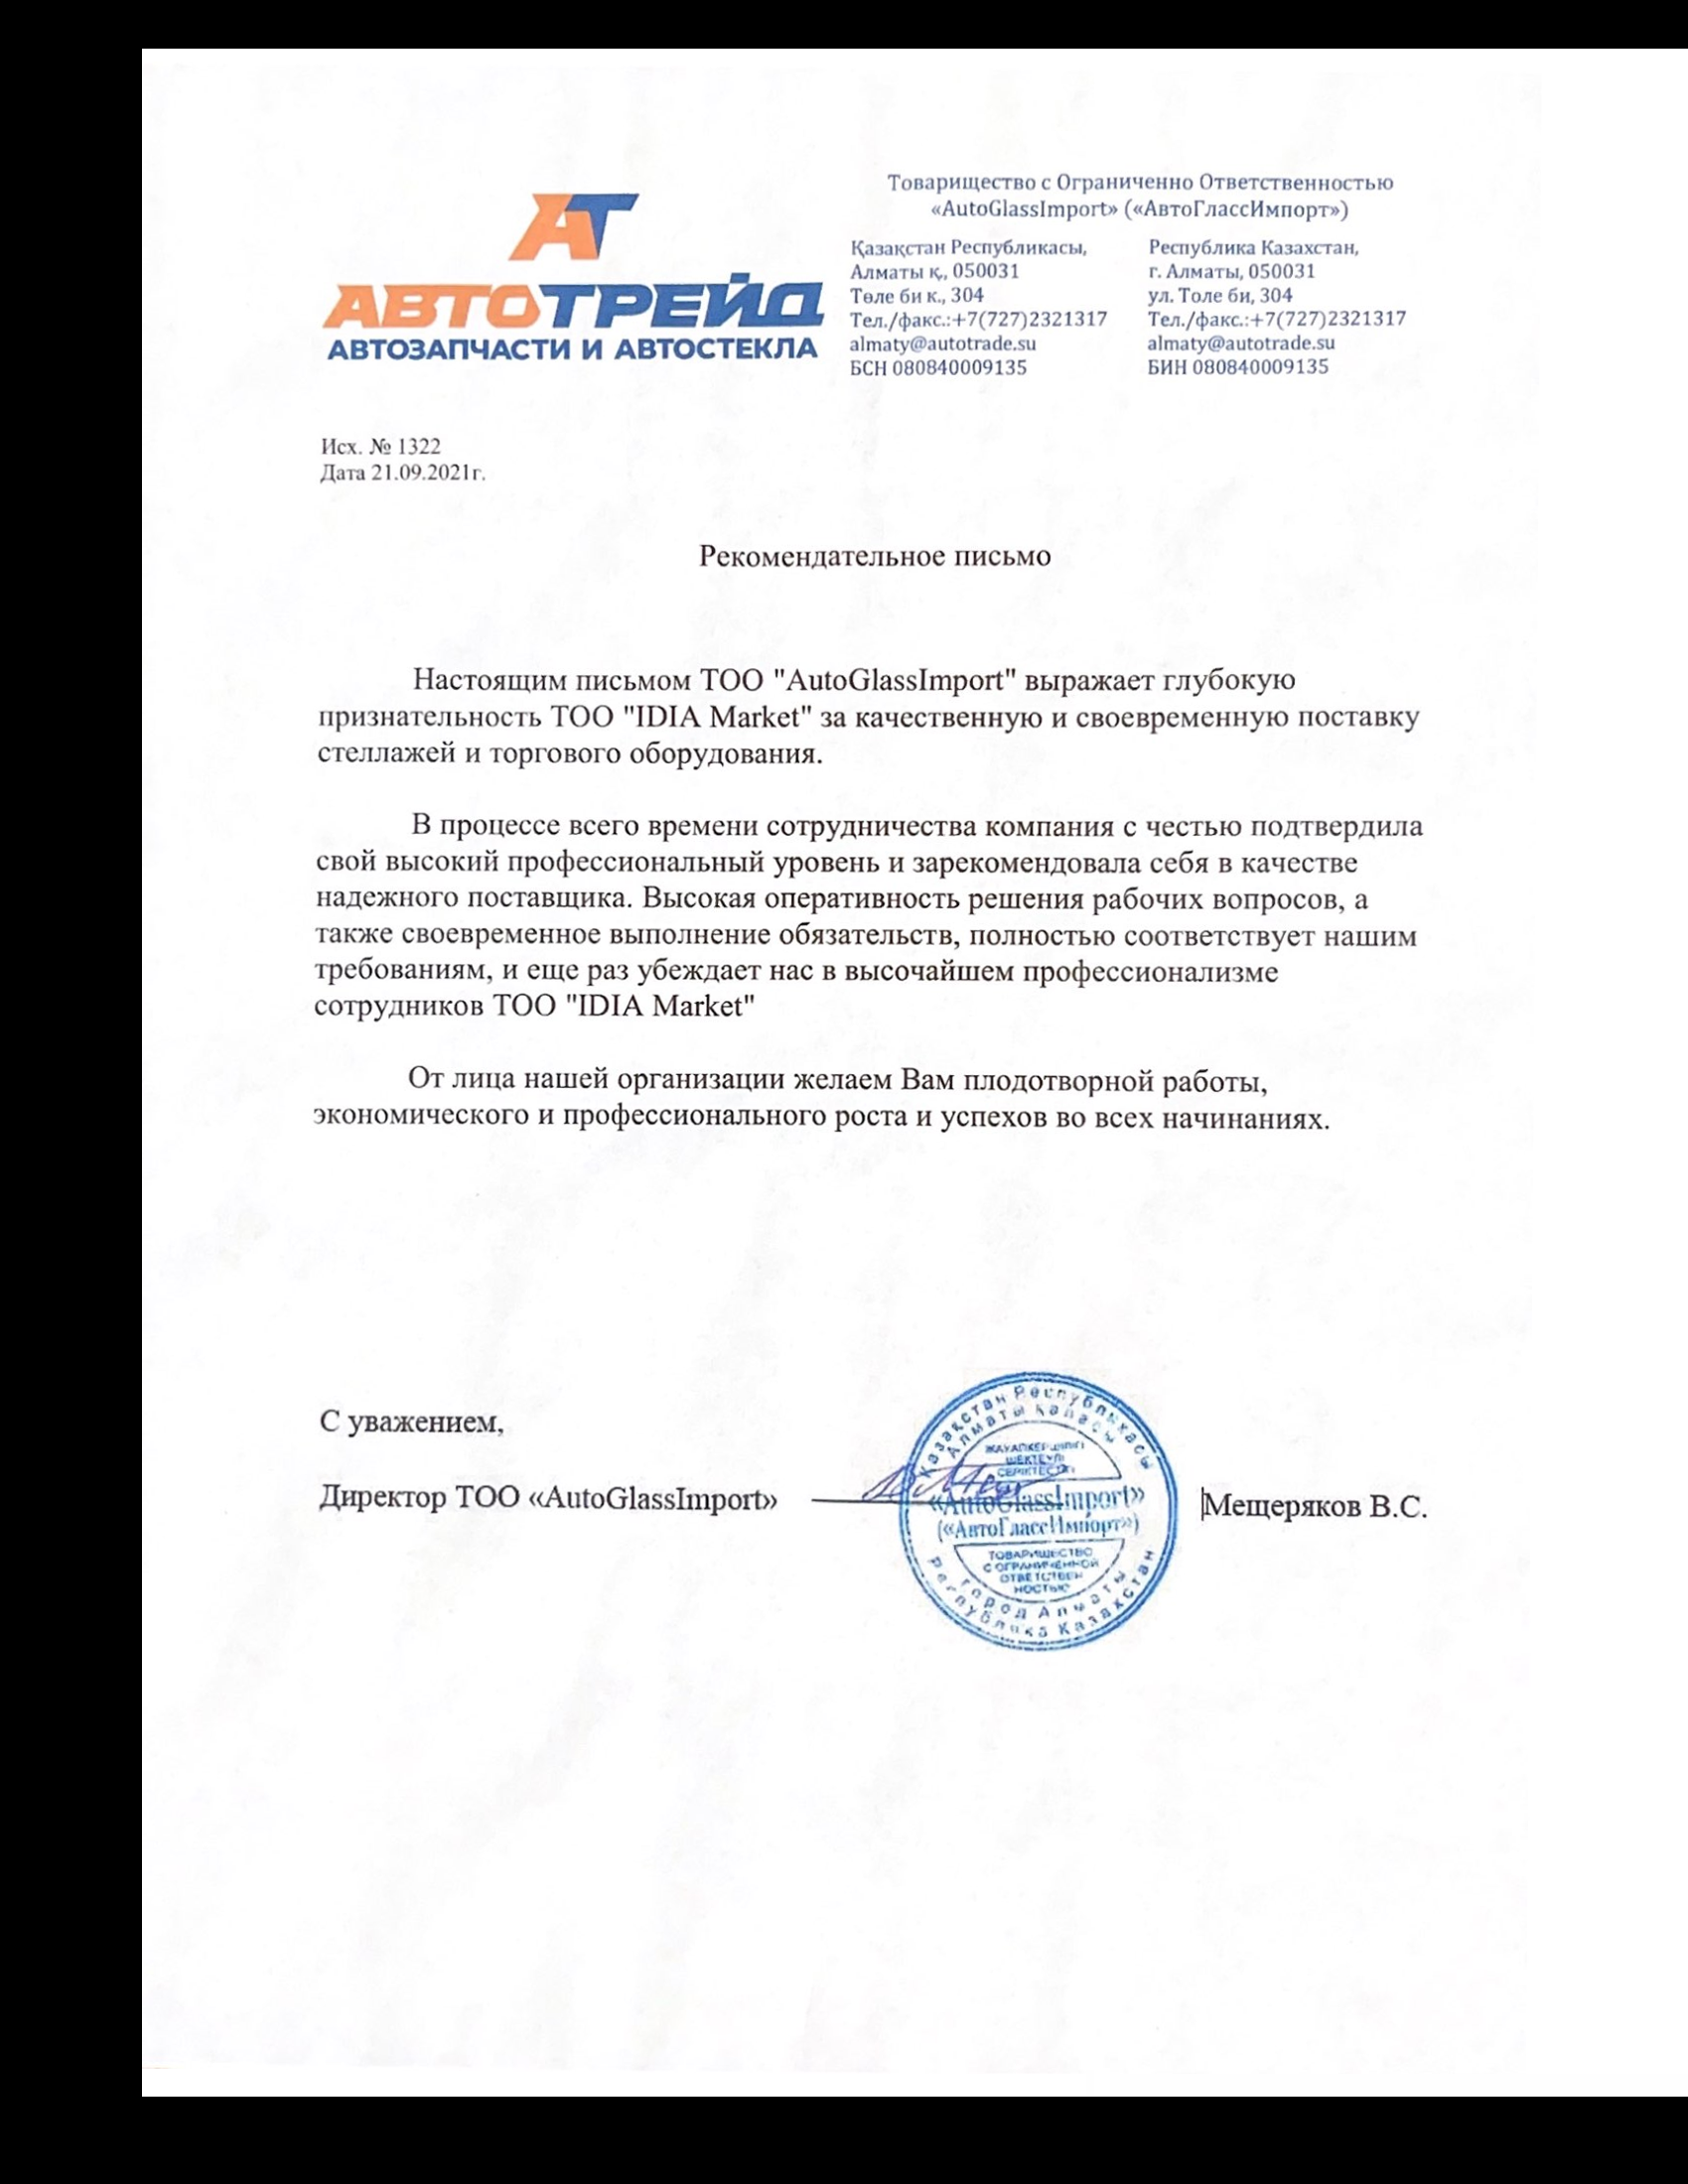 АТ
АВТОТРЕЙД
АВТОЗАПЧАСТИ И АВТОСТЕКЛА
Товарищество с Ограниченно Ответственностью
«AutoGlassImport» («АвтоГлассИмпорт»)
Қазақстан Республикасы,
Алматы қ., 050031
Төле би к., 304
Тел./факс.:+7(727)2321317
almaty@autotrade.su
БСН 080840009135
Республика Казахстан,
г. Алматы, 050031
ул. Толе би, 304
Тел./факс.:+7(727)2321317
almaty@autotrade.su
БИН 080840009135
Исх. № 1322
Дата 21.09.2021г.
Рекомендательное письмо
Настоящим письмом ТОО "AutoGlassImport" выражает глубокую
признательность ТОО "IDIA Market" за качественную и своевременную поставку
стеллажей и торгового оборудования.
В процессе всего времени сотрудничества компания с честью подтвердила
свой высокий профессиональный уровень и зарекомендовала себя в качестве
надежного поставщика. Высокая оперативность решения рабочих вопросов, а
также своевременное выполнение обязательств, полностью соответствует нашим
требованиям, и еще раз убеждает нас в высочайшем профессионализме
сотрудников ТОО "IDIA Market"
От лица нашей организации желаем Вам плодотворной работы,
экономического и профессионального роста и успехов во всех начинаниях.
С уважением,
Директор ТОО «AutoGlassImport»
Мещеряков В.С.
Қазақстан Республикасы
Алматы қаласы
ЖАУАПКЕРШІЛІГІ
ШЕКТЕУЛІ
СЕРІКТЕСТІГІ
«AutoGlassImport»
(«АвтоГлассИмпорт»)
ТОВАРИЩЕСТВО
С ОГРАНИЧЕННОЙ
ОТВЕТСТВЕН
НОСТЬЮ
город Алматы
Республика Казахстан